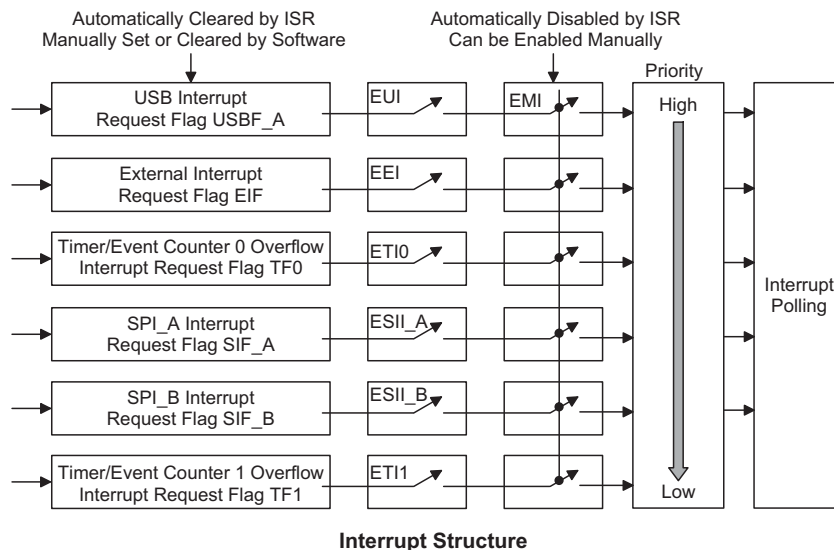 Automatically Cleared by ISR
Manually Set or Cleared by Software
Automatically Disabled by ISR
Can be Enabled Manually
Priority
USB Interrupt
Request Flag USBF_A
EUI
EMI
High
External Interrupt
Request Flag EIF
EEI
Timer/Event Counter 0 Overflow
Interrupt Request Flag TF0
ETI0
Interrupt
Polling
SPI_A Interrupt
Request Flag SIF_A
ESII_A
SPI_B Interrupt
Request Flag SIF_B
ESII_B
Timer/Event Counter 1 Overflow
Interrupt Request Flag TF1
ETI1
Low
Interrupt Structure